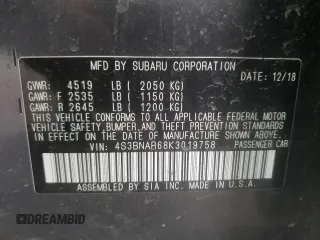 MFD BY SUBARU CORPORATION
DATE: 12/18
GVWR: 4519 LB ( 2050 KG)
GAWR: F 2535 LB ( 1150 KG)
GAWR: R 2645 LB ( 1200 KG)
THIS VEHICLE CONFORMS TO ALL APPLICABLE FEDERAL MOTOR
VEHICLE SAFETY, BUMPER, AND THEFT PREVENTION
STANDARDS IN EFFECT ON THE DATE OF MANUFACTURE SHOWN ABOVE.
VIN: 4S3BNAR68K3019758 PASSENGER CAR
ASSEMBLED BY SIA INC. MADE IN U.S.A.
© DREAMBID